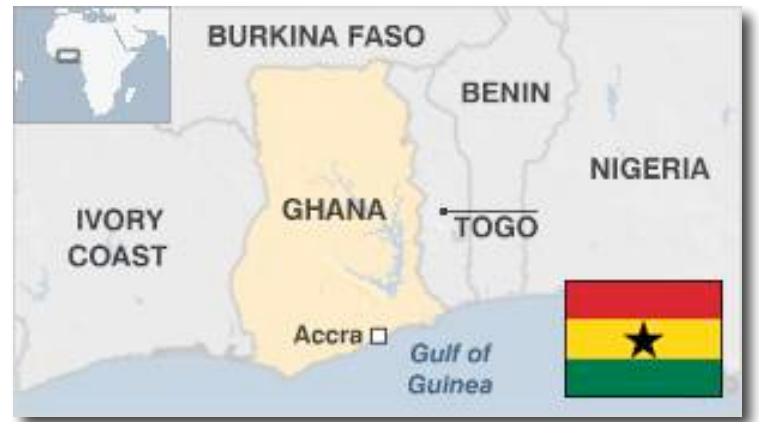 BURKINA FASO
BENIN
NIGERIA
GHANA
IVORY
COAST
TOGO
Accra
Gulf of
Guinea